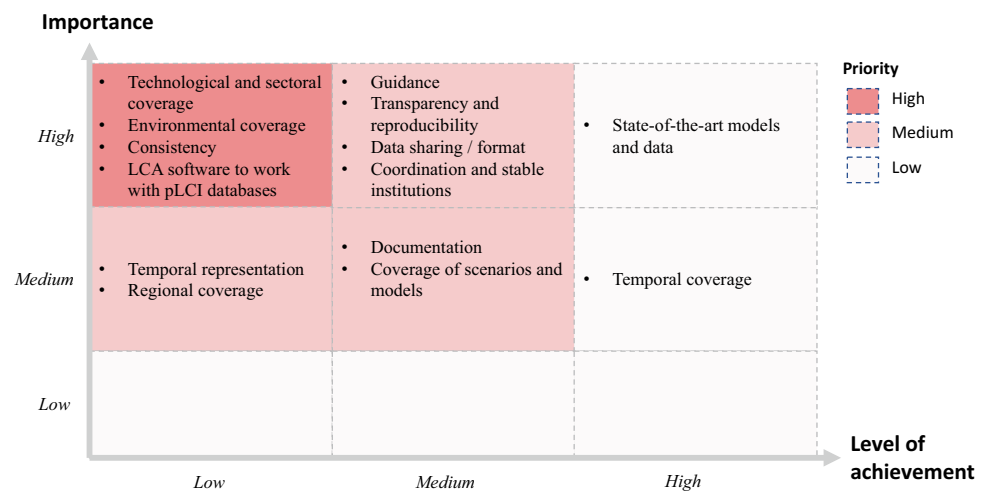 Importance
• Technological and sectoral
coverage
• Environmental coverage
• Consistency
• LCA software to work
with pLCI databases
• Guidance
• Transparency and
reproducibility
• Data sharing / format
• Coordination and stable
institutions
• State-of-the-art models
and data
Priority
High
Medium
Low
High
• Temporal representation
• Regional coverage
• Documentation
• Coverage of scenarios and
models
• Temporal coverage
Medium
Low
Level of
achievement
Low
Medium
High